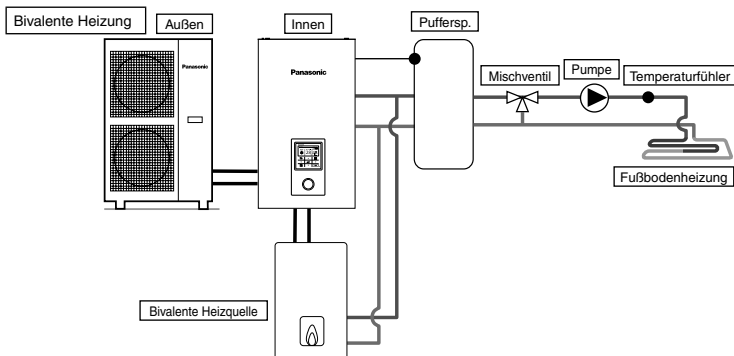 Bivalente Heizung
Außen
Innen
Puffersp.
Panasonic
Panasonic
Mischventil
Pumpe
Temperaturfühler
Fußbodenheizung
Bivalente Heizquelle